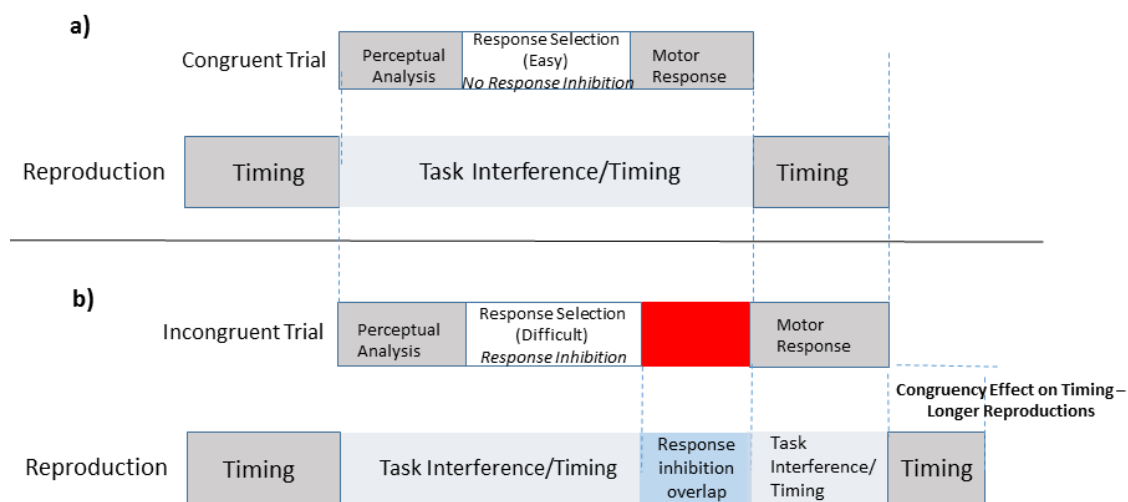 a)
Congruent Trial
Perceptual
Analysis
Response Selection
(Easy)
No Response Inhibition
Motor
Response
Reproduction
Timing
Task Interference/Timing
Timing
b)
Incongruent Trial
Perceptual
Analysis
Response Selection
(Difficult)
Response Inhibition
Motor
Response
Congruency Effect on Timing –
Longer Reproductions
Reproduction
Timing
Task Interference/Timing
Response
inhibition
overlap
Task
Interference/
Timing
Timing